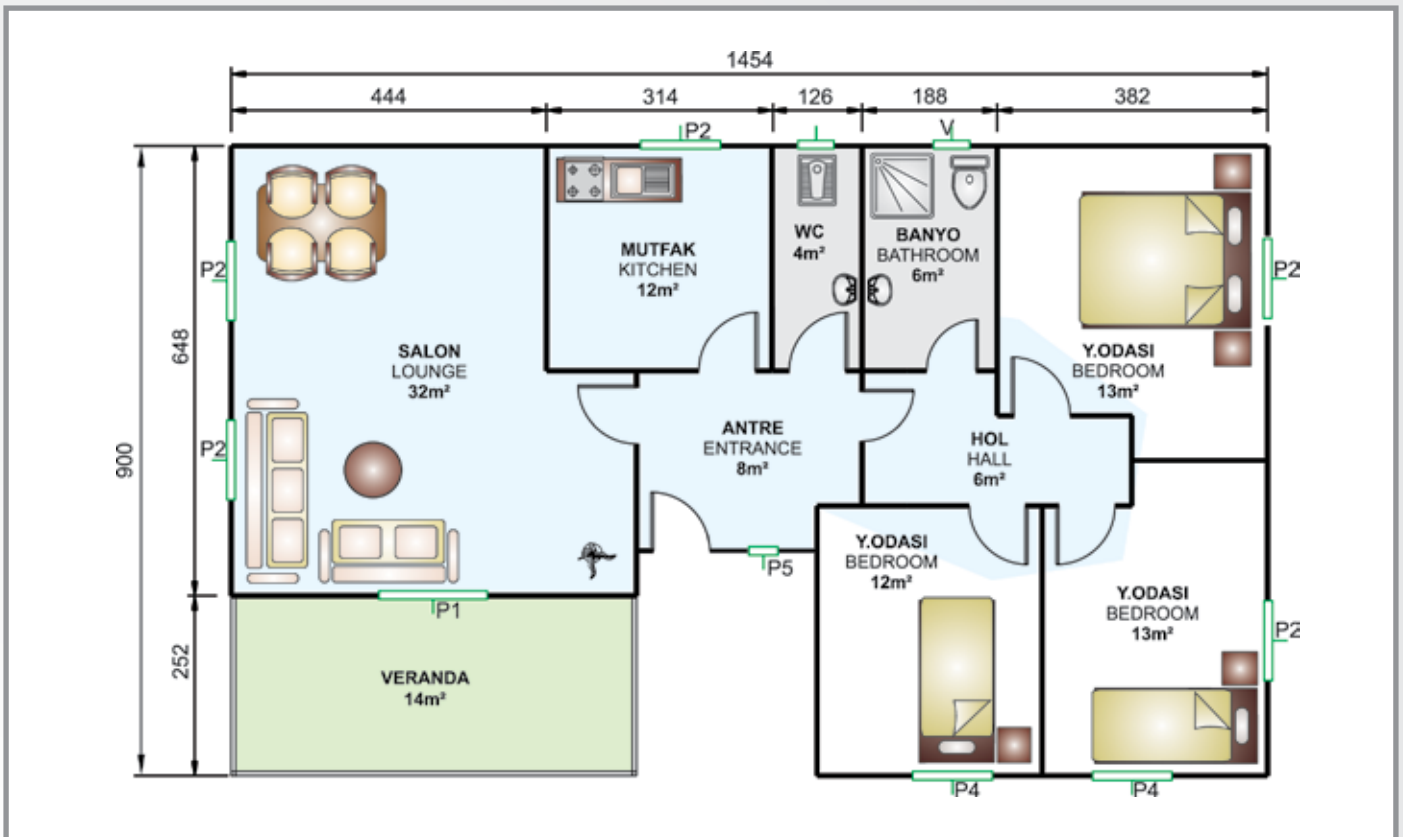 1454
444
314
126
188
382
P2
V
WC
4m²
BANYO
BATHROOM
6m²
MUTFAK
KITCHEN
12m²
P2
P2
648
SALON
LOUNGE
32m²
Y.ODASI
BEDROOM
13m²
900
P2
ANTRE
ENTRANCE
8m²
HOL
HALL
6m²
Y.ODASI
BEDROOM
12m²
P5
P1
Y.ODASI
BEDROOM
13m²
P2
252
VERANDA
14m²
P4
P4